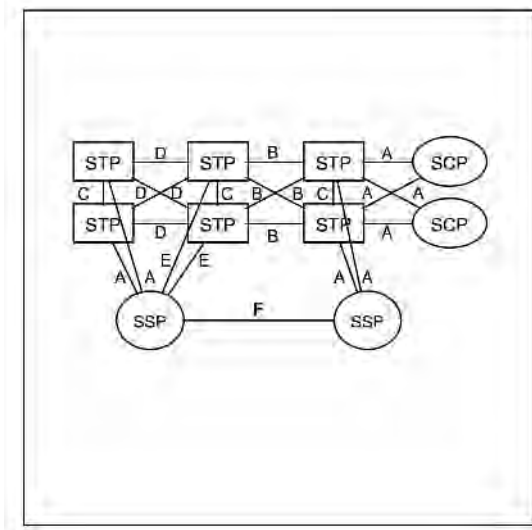 D B A
STP STP STP SCP
C D D C B B C A A
STP STP STP SCP
D B A
A A E E A A
F
SSP SSP